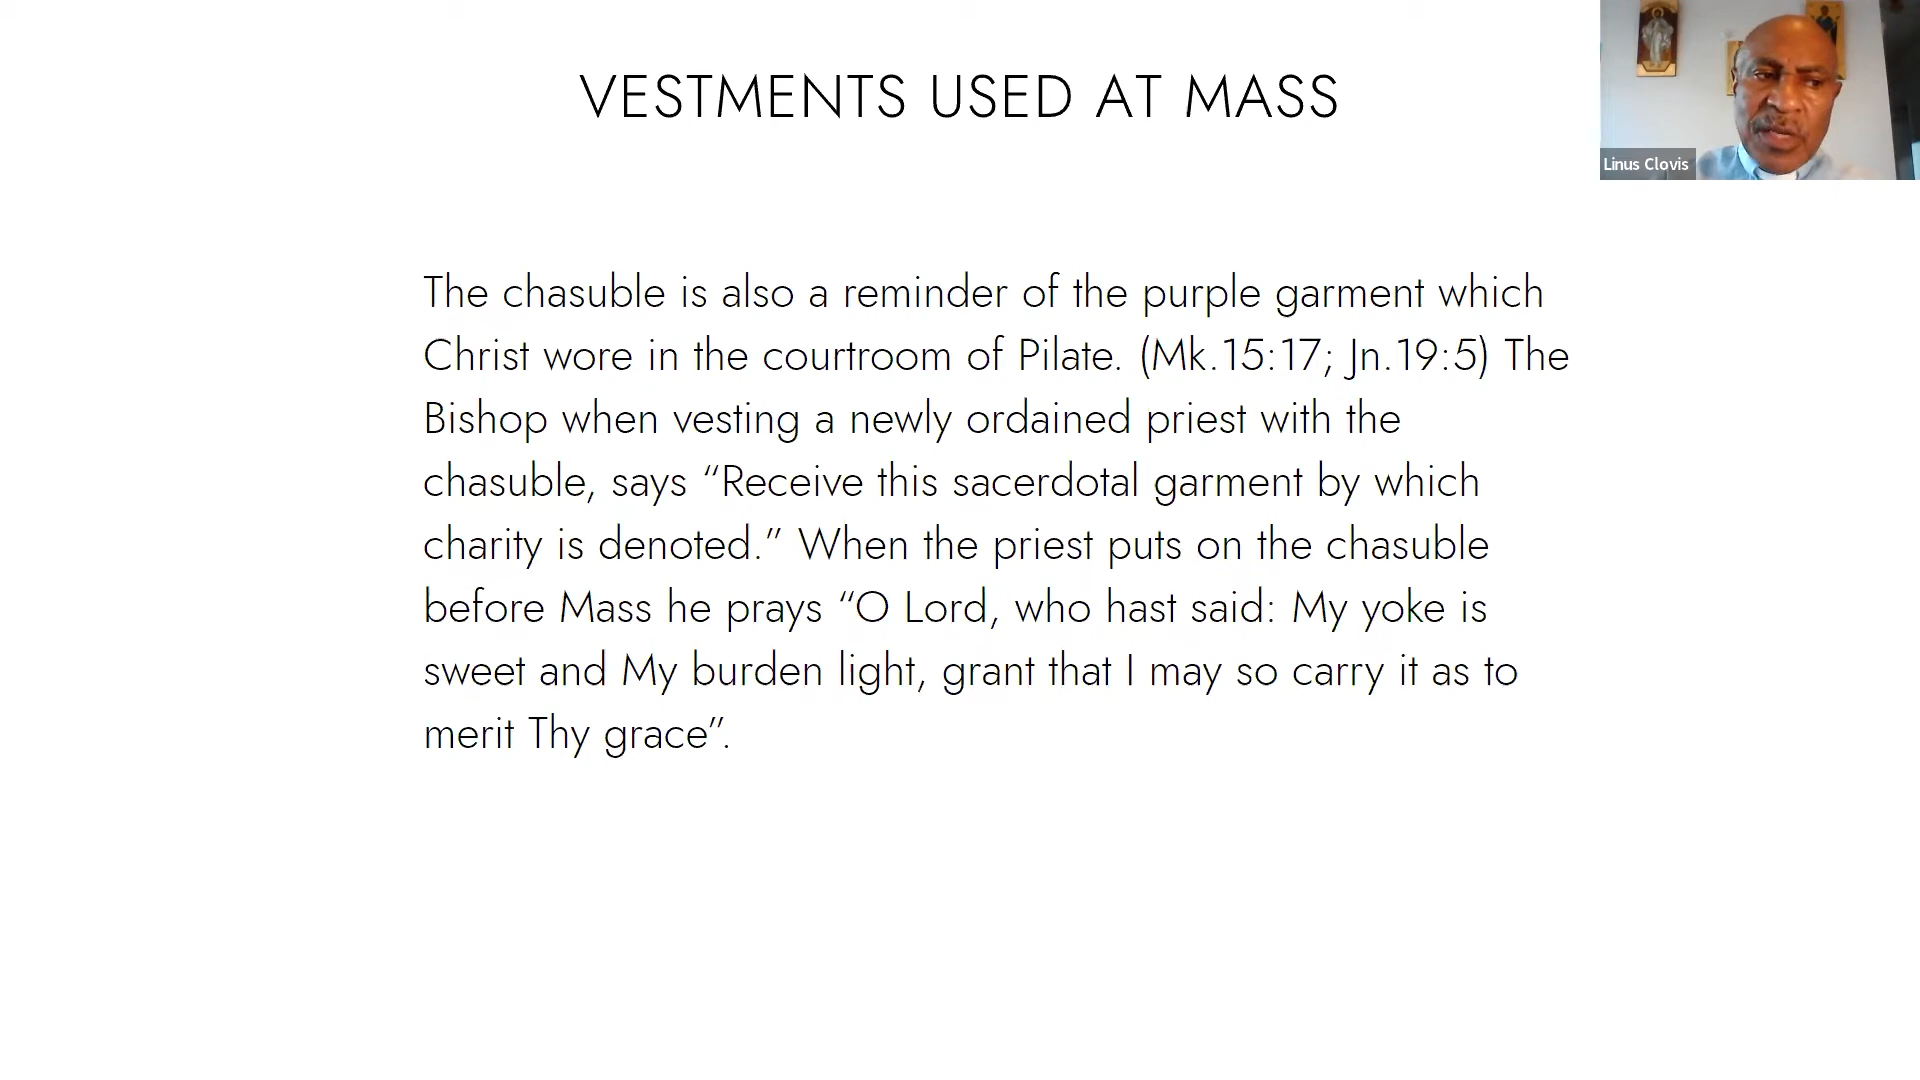 VESTMENTS USED AT MASS
Linus Clovis
The chasuble is also a reminder of the purple garment which
Christ wore in the courtroom of Pilate. (Mk.15:17; Jn.19:5) The
Bishop when vesting a newly ordained priest with the
chasuble, says “Receive this sacerdotal garment by which
charity is denoted.” When the priest puts on the chasuble
before Mass he prays “O Lord, who hast said: My yoke is
sweet and My burden light, grant that I may so carry it as to
merit Thy grace”.